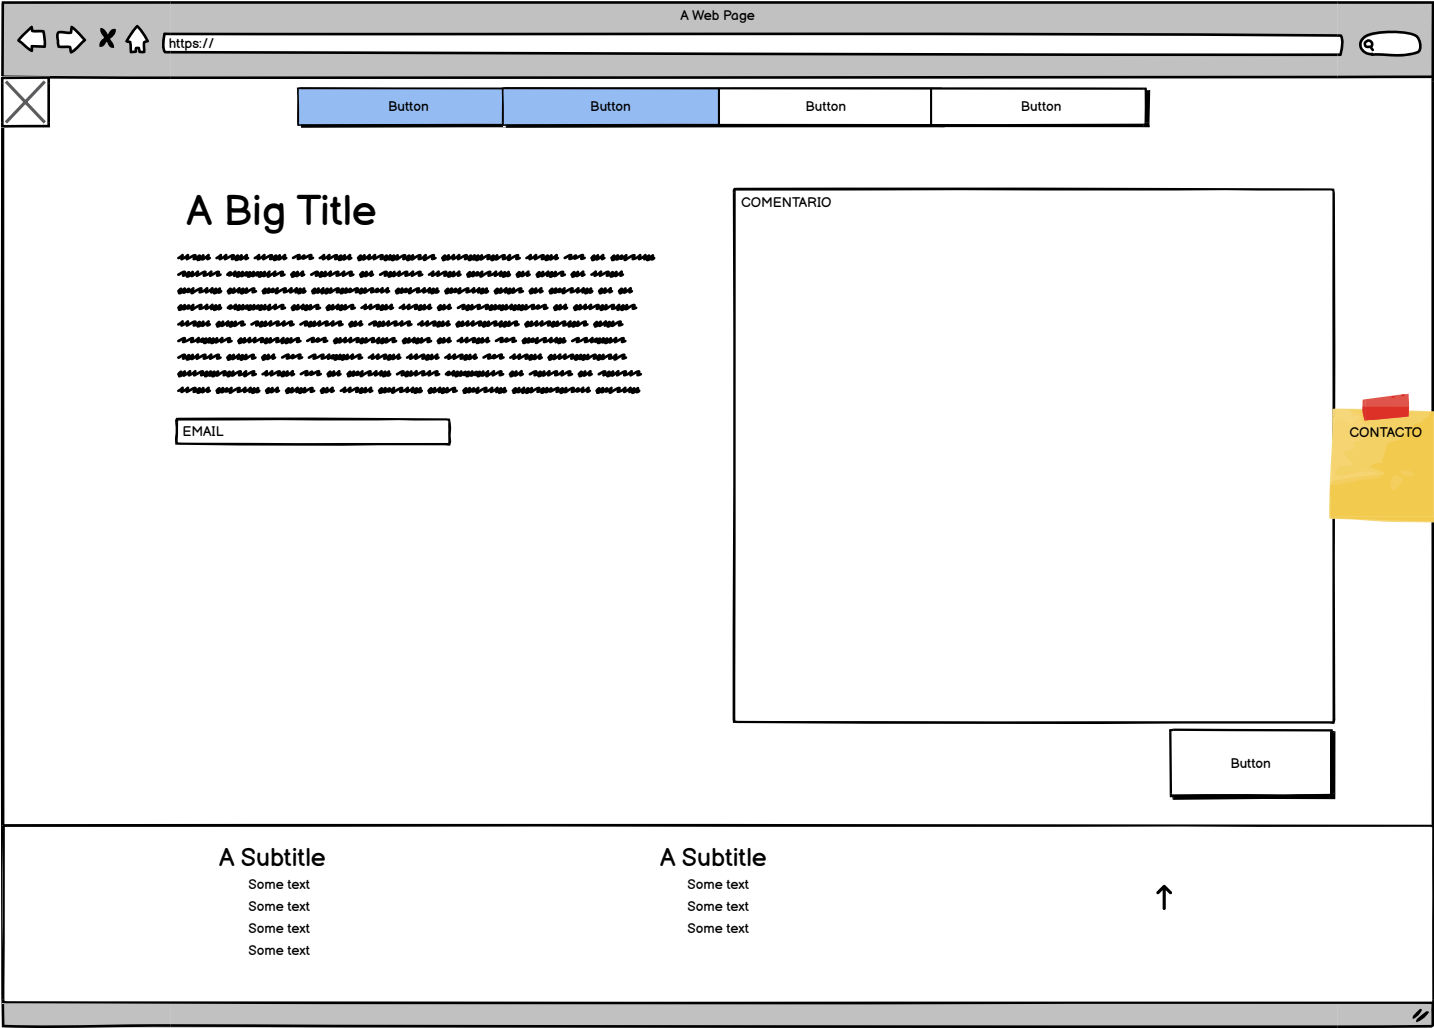 A Web Page
https://
Button Button Button Button
A Big Title
EMAIL
COMENTARIO
CONTACTO
Button
A Subtitle
Some text
Some text
Some text
Some text
A Subtitle
Some text
Some text
Some text